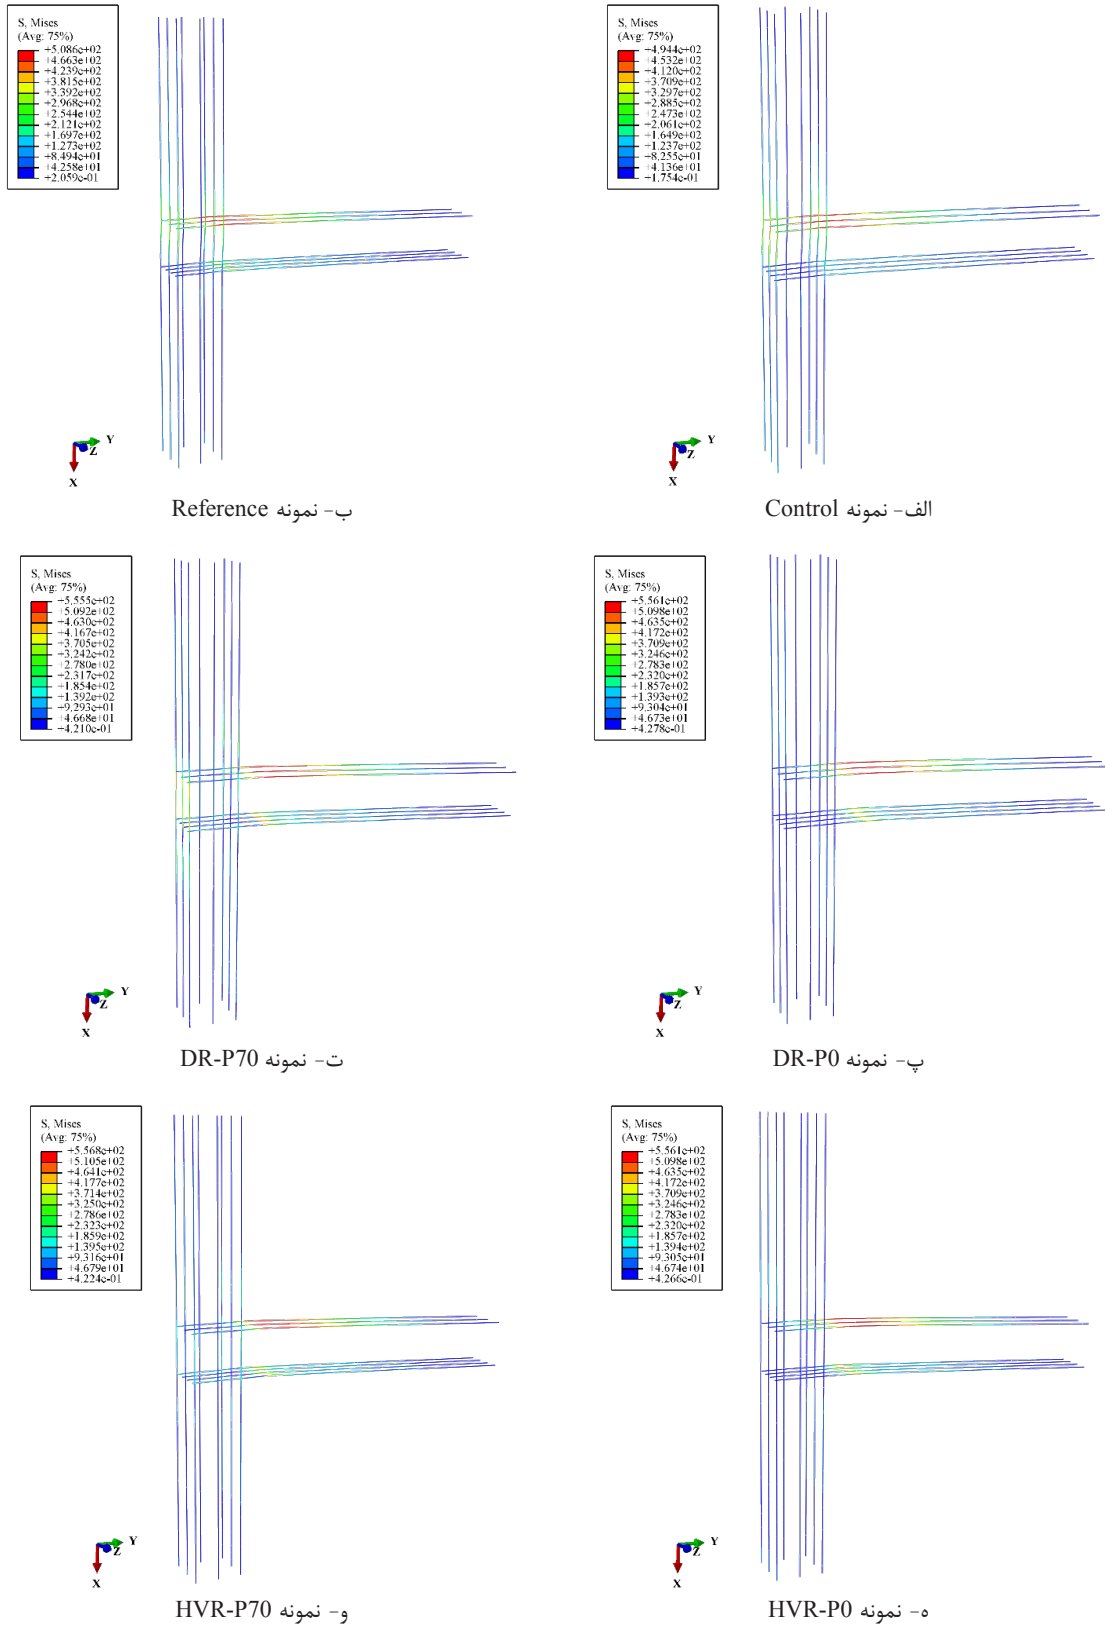 S, Mises
(Avg: 75%)
+5.086e+02
+4.663e+02
+4.239e+02
+3.815e+02
+3.392e+02
+2.968e+02
+2.544e+02
+2.121e+02
+1.697e+02
+1.273e+02
+8.494e+01
+4.258e+01
+2.059e-01
Y
Z
X
ب- نمونه Reference
S, Mises
(Avg: 75%)
+4.944e+02
+4.532e+02
+4.120e+02
+3.709e+02
+3.297e+02
+2.885e+02
+2.473e+02
+2.061e+02
+1.649e+02
+1.237e+02
+8.255e+01
+4.136e+01
+1.754e-01
Y
Z
X
الف- نمونه Control
S, Mises
(Avg: 75%)
+5.555e+02
+5.092e+02
+4.630e+02
+4.167e+02
+3.705e+02
+3.242e+02
+2.780e+02
+2.317e+02
+1.854e+02
+1.392e+02
+9.293e+01
+4.668e+01
+4.210e-01
Y
Z
X
ت- نمونه DR-P70
S, Mises
(Avg: 75%)
+5.561e+02
+5.098e+02
+4.635e+02
+4.172e+02
+3.709e+02
+3.246e+02
+2.783e+02
+2.320e+02
+1.857e+02
+1.393e+02
+9.304e+01
+4.673e+01
+4.278e-01
Y
Z
X
پ- نمونه DR-P0
S, Mises
(Avg: 75%)
+5.568e+02
+5.105e+02
+4.641e+02
+4.177e+02
+3.714e+02
+3.250e+02
+2.786e+02
+2.323e+02
+1.859e+02
+1.395e+02
+9.316e+01
+4.679e+01
+4.224e-01
Y
Z
X
و- نمونه HVR-P70
S, Mises
(Avg: 75%)
+5.561e+02
+5.098e+02
+4.635e+02
+4.172e+02
+3.709e+02
+3.246e+02
+2.783e+02
+2.320e+02
+1.857e+02
+1.394e+02
+9.305e+01
+4.674e+01
+4.266e-01
Y
Z
X
ه- نمونه HVR-P0